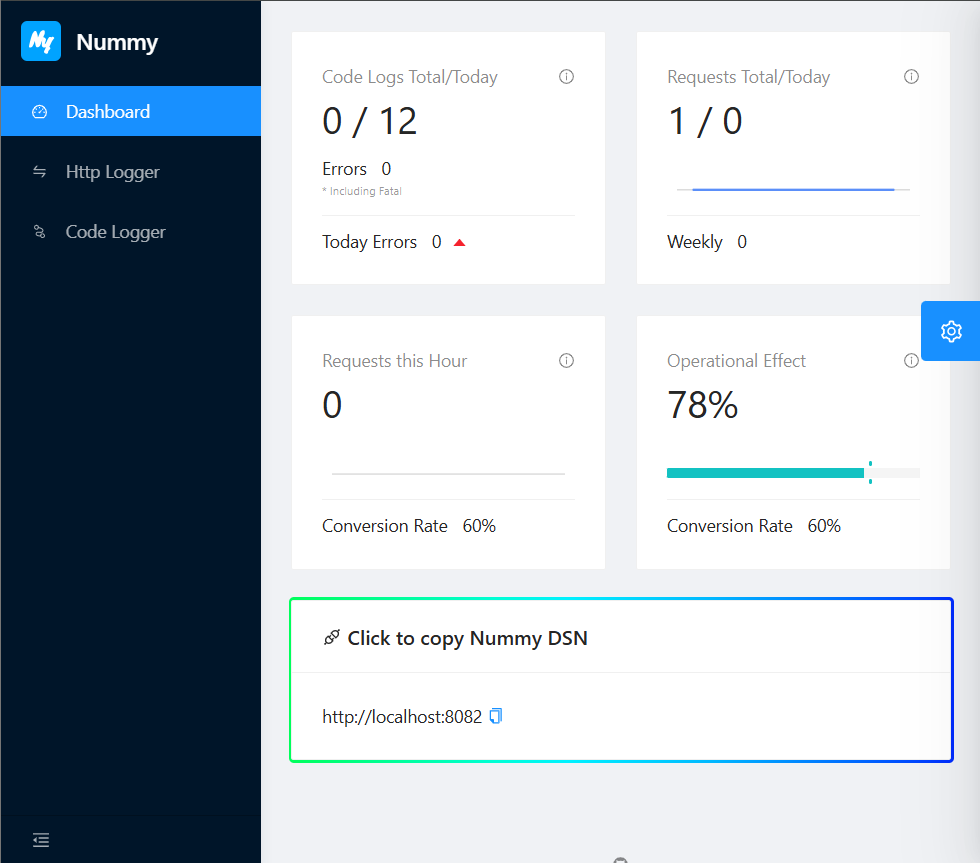 Ny
Nummy
Dashboard
Http Logger
Code Logger
Code Logs Total/Today
0 / 12
Errors 0
* Including Fatal
Today Errors 0
Requests Total/Today
1 / 0
Weekly 0
Requests this Hour
0
Conversion Rate 60%
Operational Effect
78%
Conversion Rate 60%
Click to copy Nummy DSN
http://localhost:8082